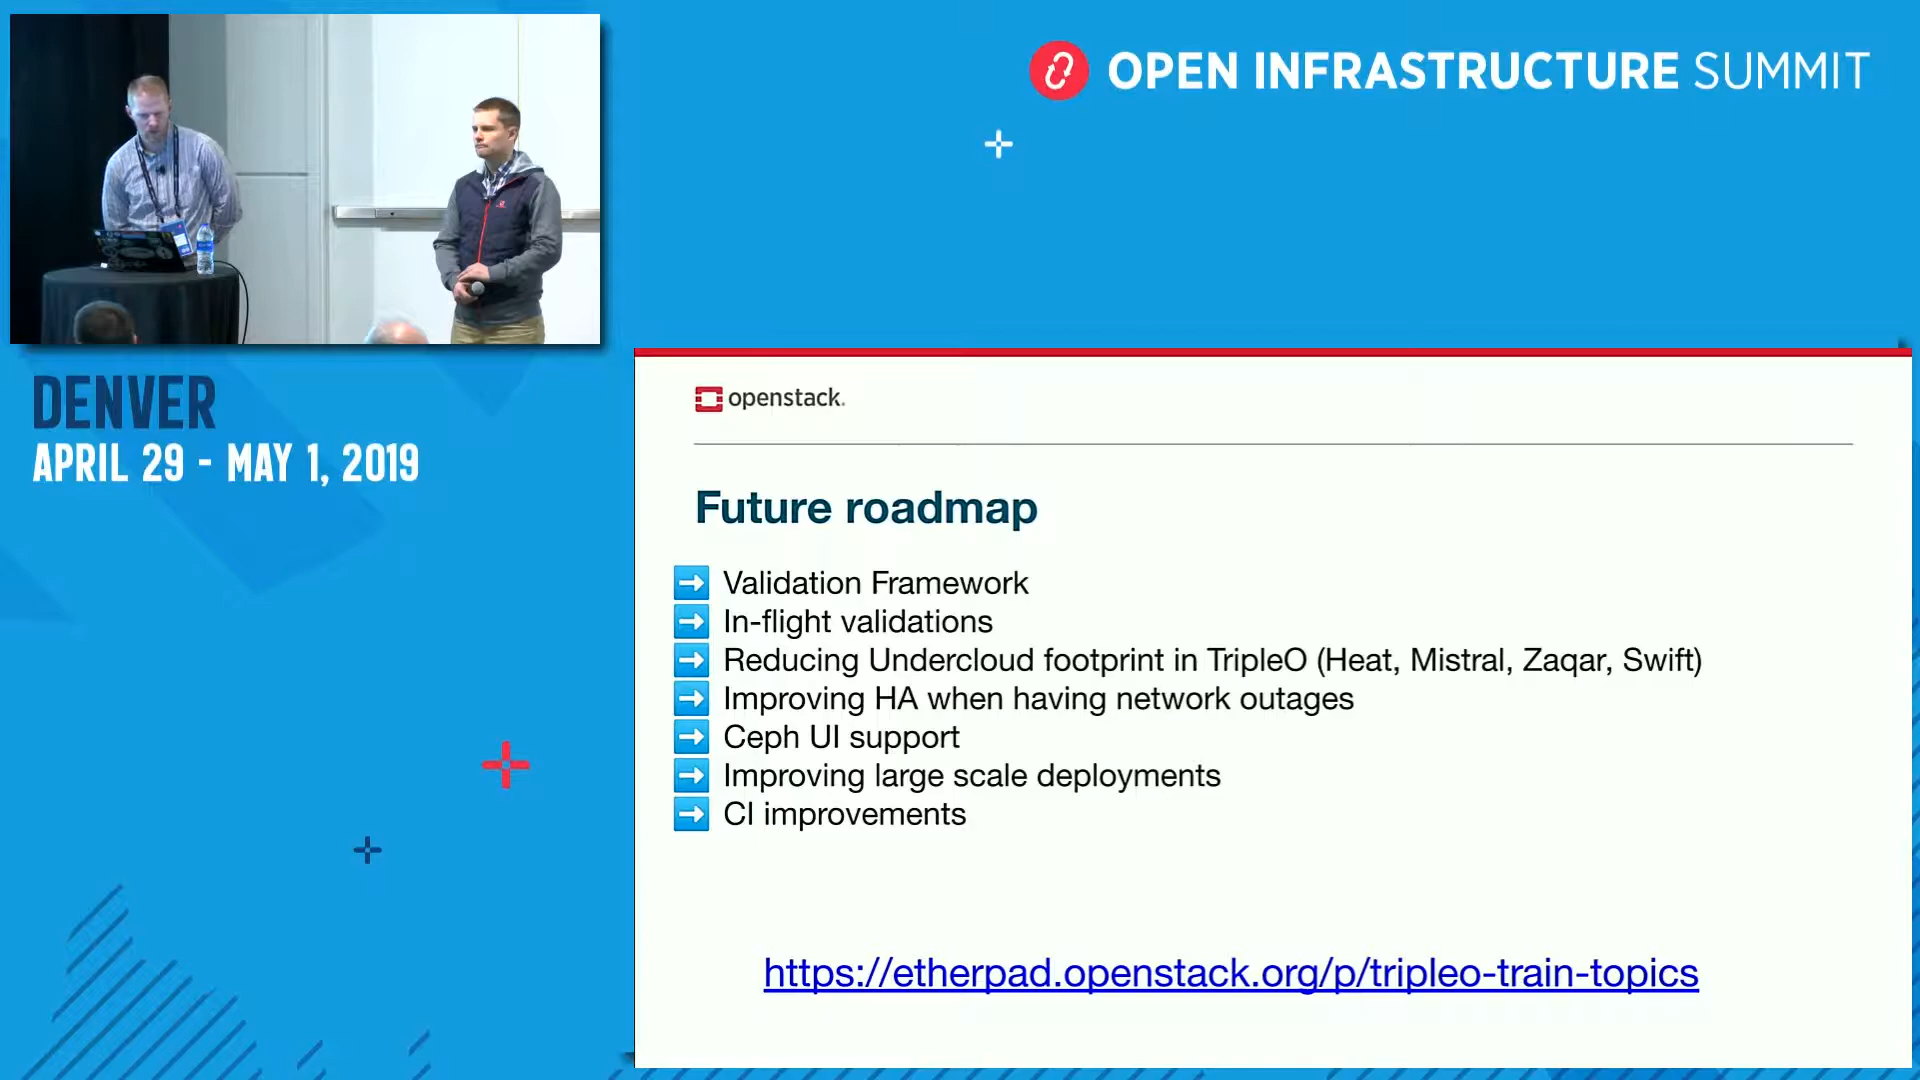 OPEN INFRASTRUCTURE SUMMIT
DENVER
APRIL 29 - MAY 1, 2019
openstack.
Future roadmap
Validation Framework
In-flight validations
Reducing Undercloud footprint in TripleO (Heat, Mistral, Zaqar, Swift)
Improving HA when having network outages
Ceph UI support
Improving large scale deployments
CI improvements
https://etherpad.openstack.org/p/tripleo-train-topics